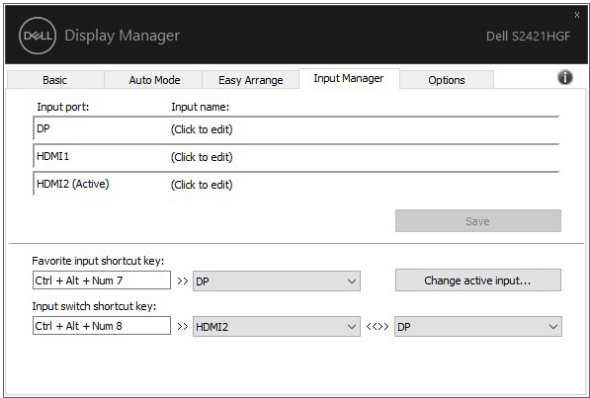 DELL Display Manager x
Dell S2421HGF
Basic Auto Mode Easy Arrange Input Manager Options i
Input port: Input name:
DP (Click to edit)
HDMI1 (Click to edit)
HDMI2 (Active) (Click to edit)
Save
Favorite input shortcut key:
Ctrl + Alt + Num 7 >> DP Change active input...
Input switch shortcut key:
Ctrl + Alt + Num 8 >> HDMI2 <<>> DP